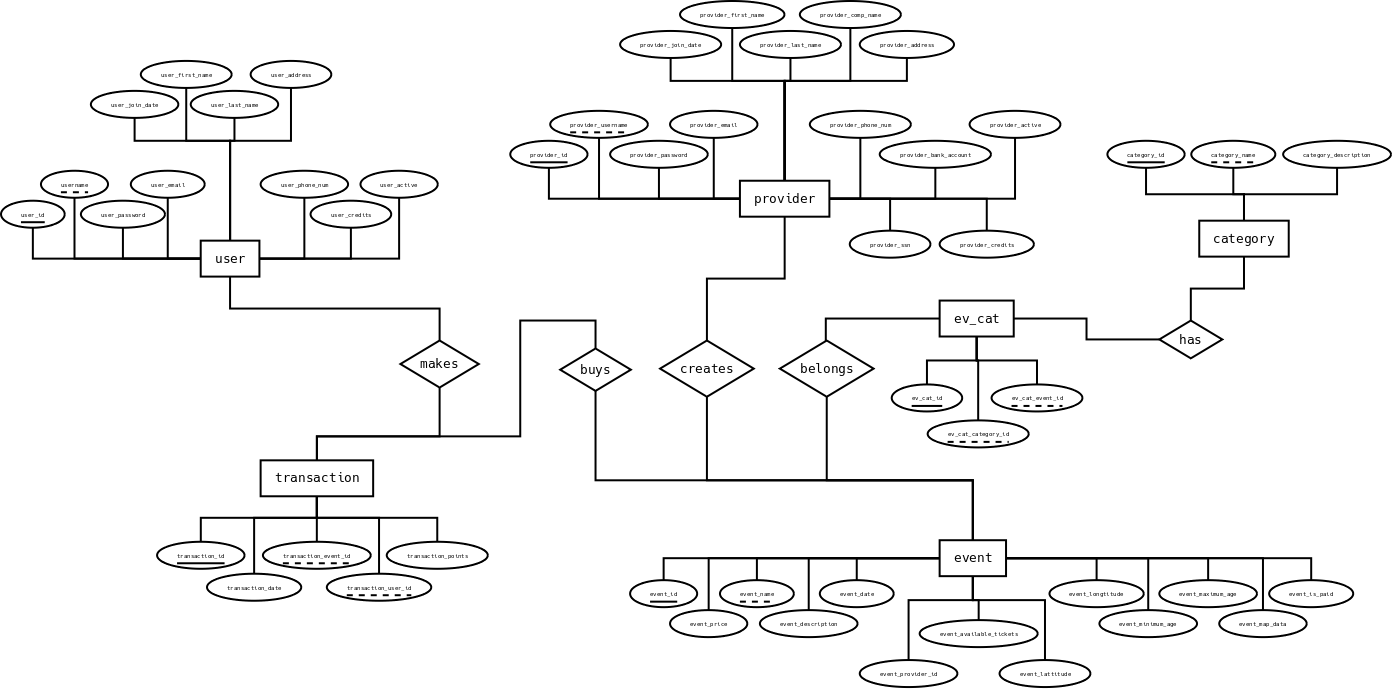 provider_first_name
provider_comp_name
provider_join_date
provider_last_name
provider_address
user_first_name
user_address
user_join_date
user_last_name
provider_username
provider_email
provider_phone_num
provider_active
provider_id
provider_password
provider_bank_account
category_id
category_name
category_description
username
user_email
user_phone_num
user_active
provider
user_id
user_password
user_credits
category
provider_ssn
provider_credits
user
ev_cat
has
makes
buys
creates
belongs
ev_cat_id
ev_cat_event_id
ev_cat_category_id
transaction
transaction_id
transaction_event_id
transaction_points
event
transaction_date
transaction_user_id
event_id
event_name
event_date
event_longtitude
event_maximum_age
event_is_paid
event_price
event_description
event_available_tickets
event_minimum_age
event_map_data
event_provider_id
event_lattitude